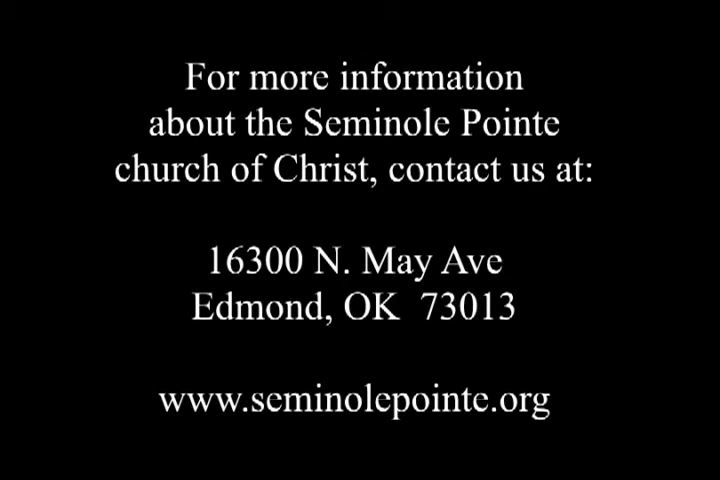 For more information
about the Seminole Pointe
church of Christ, contact us at:
16300 N. May Ave
Edmond, OK  73013
www.seminolepointe.org